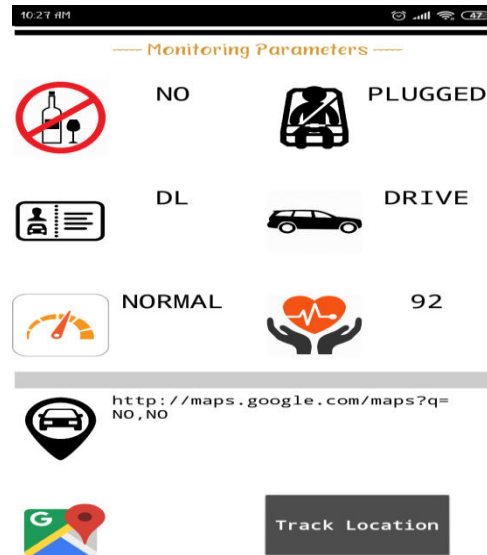 10:27 AM 47
Monitoring Parameters
NO PLUGGED
DL DRIVE
NORMAL 92
http://maps.google.com/maps?q=
NO,NO
G
Track Location